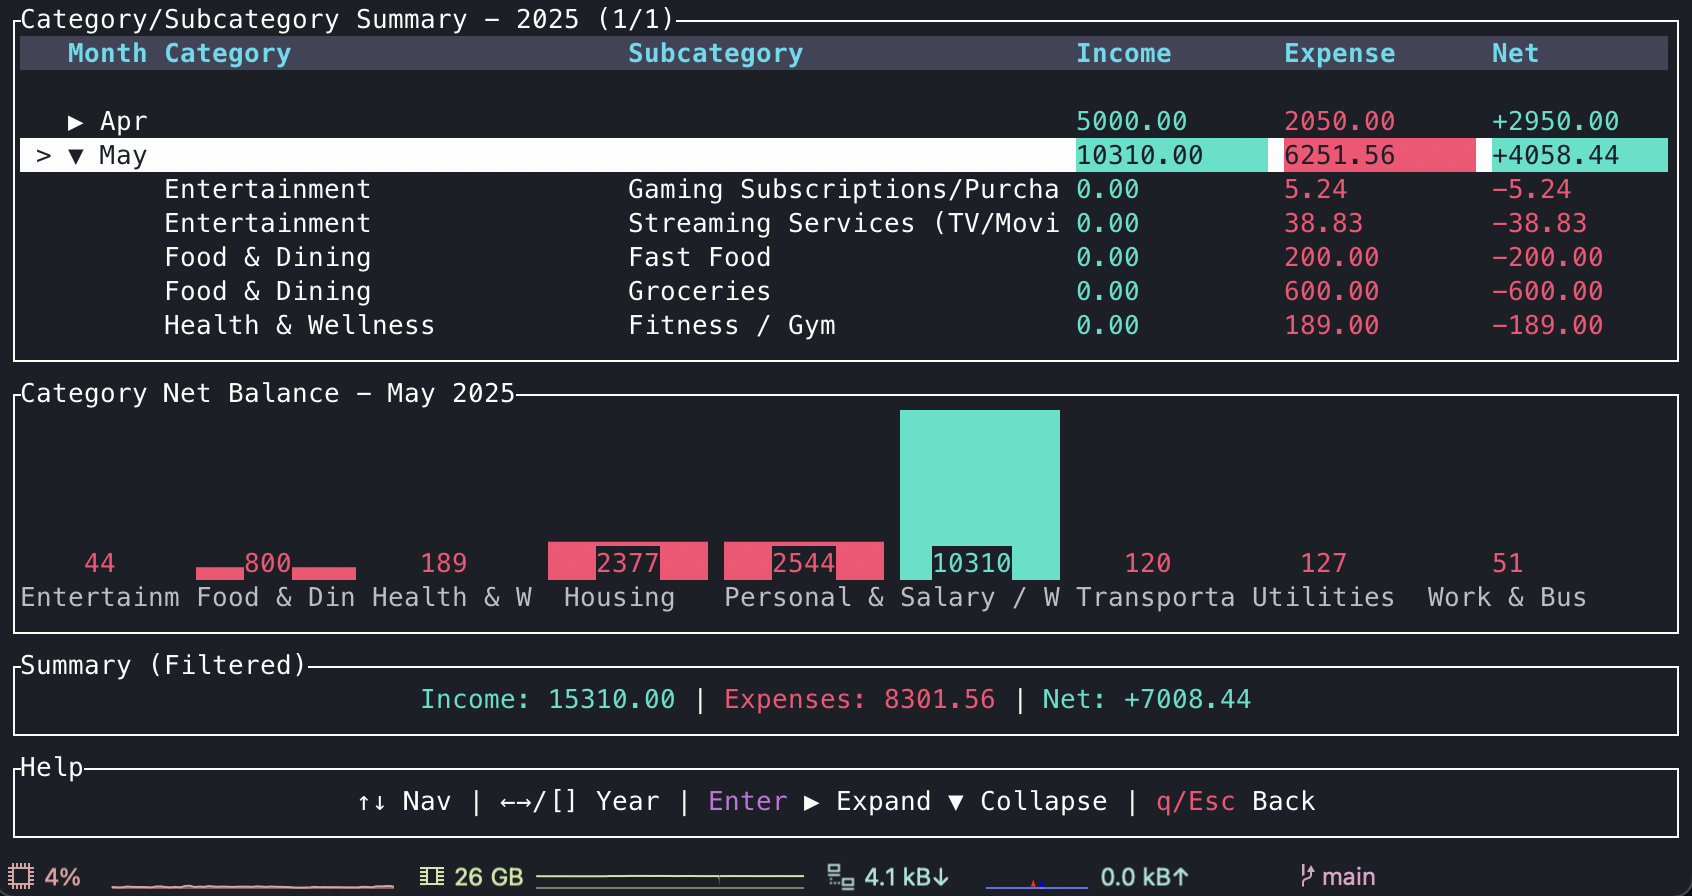 Category/Subcategory Summary - 2025 (1/1)
Month Category Subcategory Income Expense Net
▶ Apr 5000.00 2050.00 +2950.00
> ▼ May 10310.00 6251.56 +4058.44
Entertainment Gaming Subscriptions/Purcha 0.00 5.24 -5.24
Entertainment Streaming Services (TV/Movi 0.00 38.83 -38.83
Food & Dining Fast Food 0.00 200.00 -200.00
Food & Dining Groceries 0.00 600.00 -600.00
Health & Wellness Fitness / Gym 0.00 189.00 -189.00
Category Net Balance - May 2025
44 800 189 2377 2544 10310 120 127 51
Entertainm Food & Din Health & W Housing Personal & Salary / W Transporta Utilities Work & Bus
Summary (Filtered)
Income: 15310.00 | Expenses: 8301.56 | Net: +7008.44
Help
↑↓ Nav | ←→/[] Year | Enter ▶ Expand ▼ Collapse | q/Esc Back
4% 26 GB 4.1 kB↓ 0.0 kB↑ main